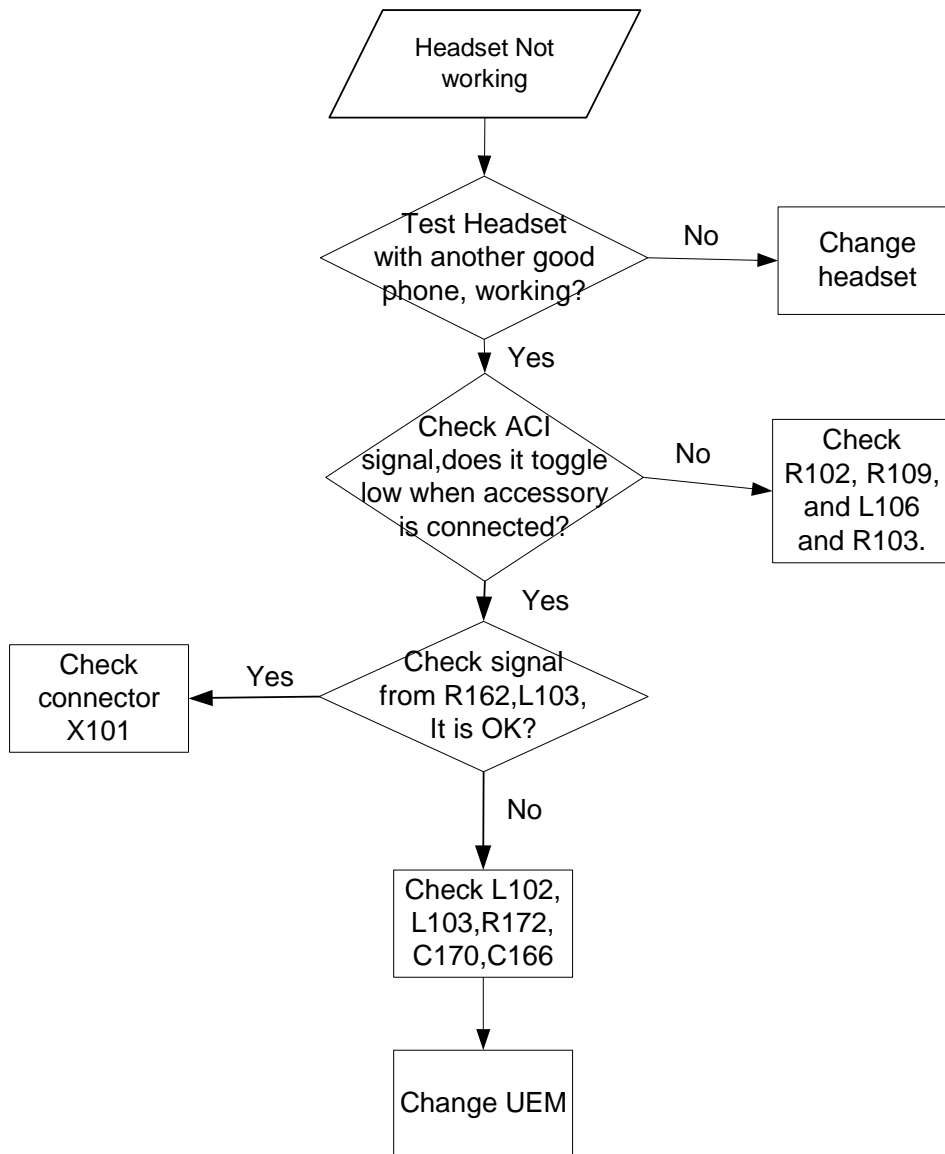 Headset Not
working
Test Headset
with another good
phone, working?
No
Change
headset
Yes
Check ACI
signal,does it toggle
low when accessory
is connected?
No
Check
R102, R109,
and L106
and R103.
Yes
Check signal
from R162,L103,
It is OK?
Yes
Check
connector
X101
No
Check L102,
L103,R172,
C170,C166
Change UEM